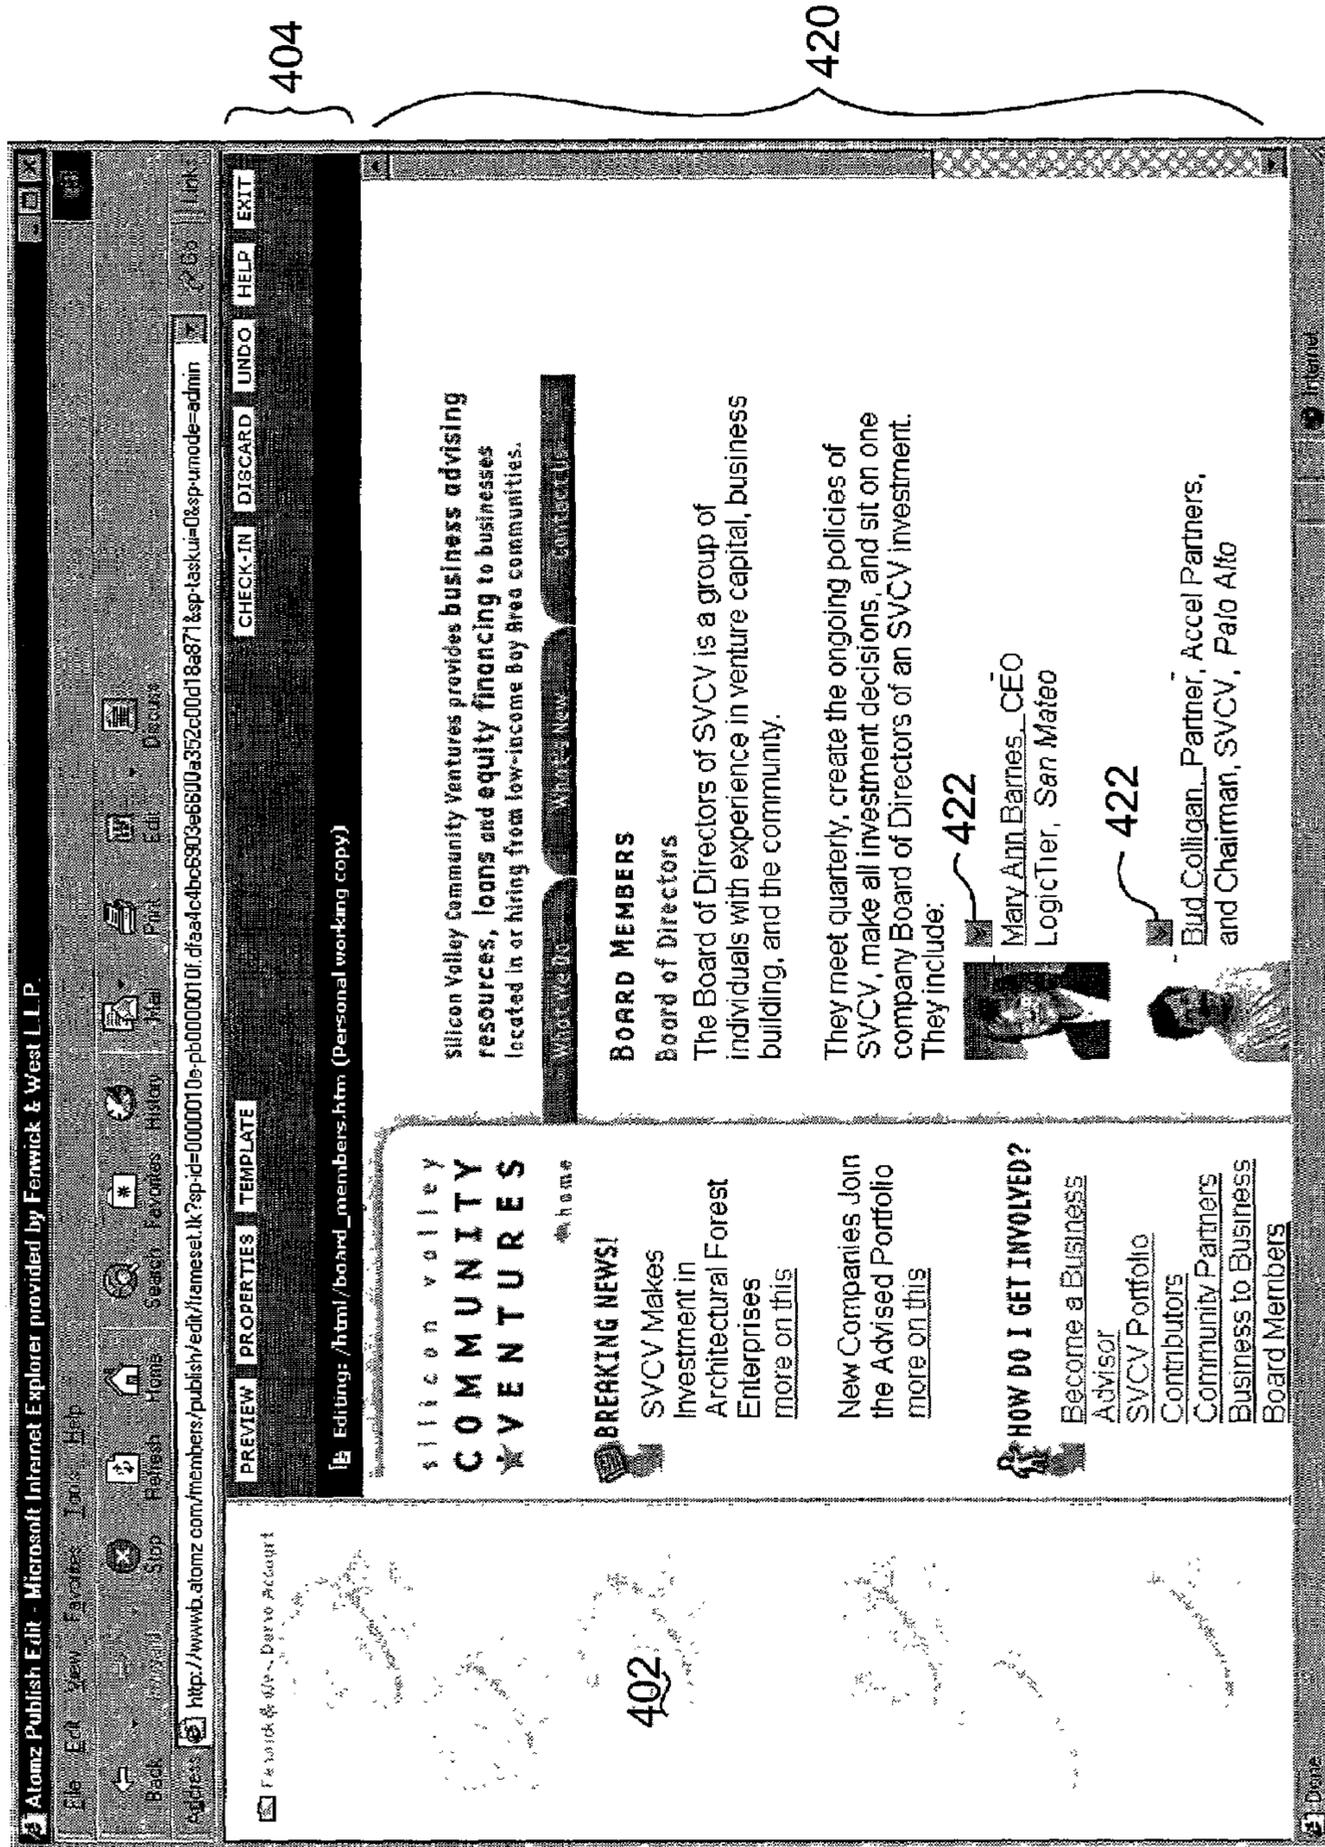 Atomz Publish Edit - Microsoft Internet Explorer provided by Fenwick & West L.L.P.
File Edit View Favorites Tools Help
Back Forward Stop Refresh Home Search Favorites History Mail Print Edit Discuss
Address Go Links
PREVIEW PROPERTIES TEMPLATE CHECK-IN DISCARD UNDO HELP EXIT
404
Editing: /html/board_members.htm (Personal working copy)
420
402
silicon valley
COMMUNITY
VENTURES
home
BREAKING NEWS!
SVCV Makes
Investment in
Architectural Forest
Enterprises
more on this
New Companies Join
the Advised Portfolio
more on this
HOW DO I GET INVOLVED?
Become a Business
Advisor
SVCV Portfolio
Contributors
Community Partners
Business to Business
Board Members
Silicon Valley Community Ventures provides business advising
resources, loans and equity financing to businesses
located in or hiring from low-income Bay Area communities.
What We Do What's New contact us
BOARD MEMBERS
Board of Directors
The Board of Directors of SVCV is a group of
individuals with experience in venture capital, business
building, and the community.
They meet quarterly, create the ongoing policies of
SVCV, make all investment decisions, and sit on one
company Board of Directors of an SVCV investment.
They include:
422
Mary Ann Barnes, CEO
LogicTier, San Mateo
422
Bud Colligan, Partner, Accel Partners,
and Chairman, SVCV, Palo Alto
Done Internet